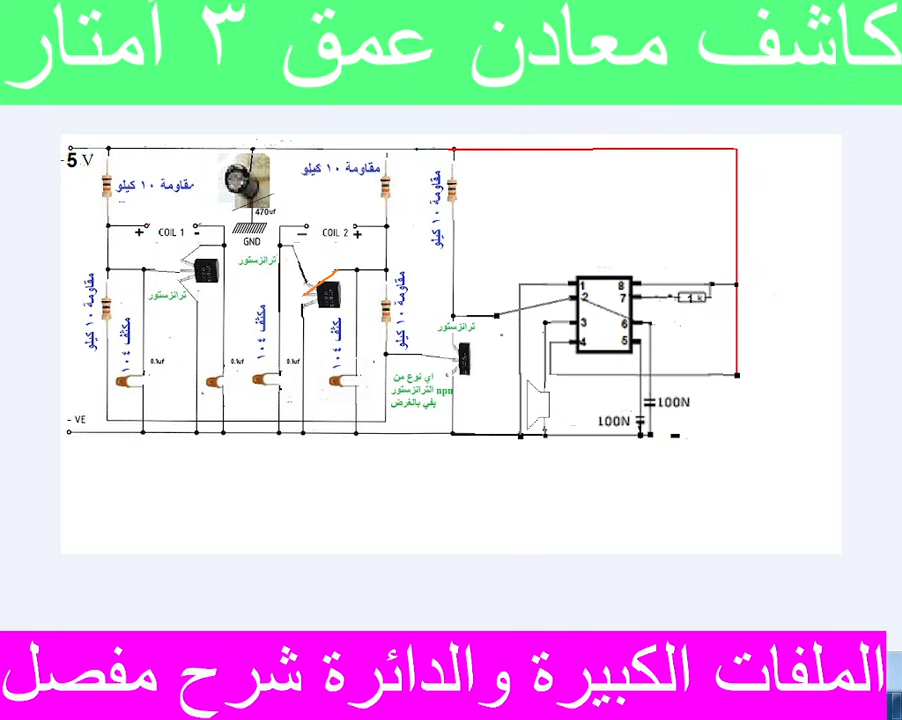 كاشف معادن عمق ٣ أمتار
-5 V
مقاومة ١٠ كيلو
مقاومة ١٠ كيلو
مقاومة ١٠ كيلو
470uf
+ COIL 1 -
GND
- COIL 2 +
ترانزستور
ترانزستور
مقاومة ١٠ كيلو
مكثف ١٠٤
مكثف ١٠٤
مكثف ١٠٤
مقاومة ١٠ كيلو
ترانزستور
0.1uf
0.1uf
0.1uf
اي نوع من
الترانزستور npn
يفي بالغرض
1 8
2 7
3 6
4 5
1 k
100N
100N
- VE
-
الملفات الكبيرة والدائرة شرح مفصل